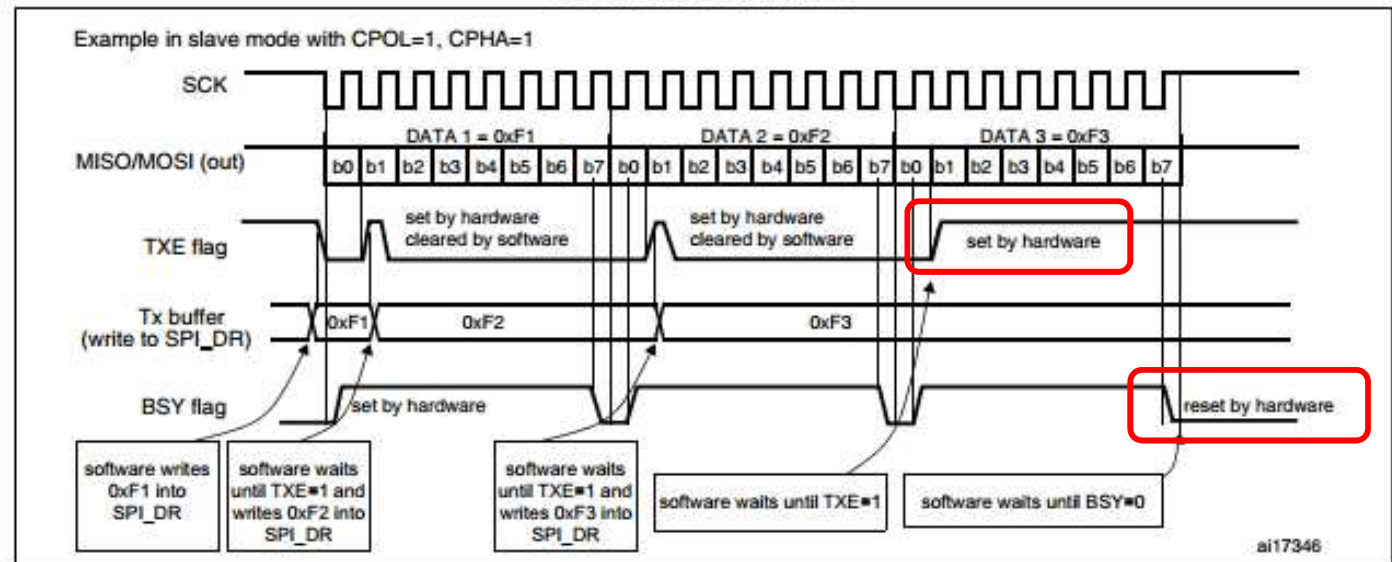 Example in slave mode with CPOL=1, CPHA=1
SCK
DATA 1 = 0xF1 DATA 2 = 0xF2 DATA 3 = 0xF3
MISO/MOSI (out) b0 b1 b2 b3 b4 b5 b6 b7 b0 b1 b2 b3 b4 b5 b6 b7 b0 b1 b2 b3 b4 b5 b6 b7
TXE flag
set by hardware
cleared by software
set by hardware
cleared by software
set by hardware
Tx buffer
(write to SPI_DR)
0xF1 0xF2 0xF3
BSY flag set by hardware reset by hardware
software writes
0xF1 into
SPI_DR
software waits
until TXE=1 and
writes 0xF2 into
SPI_DR
software waits
until TXE=1 and
writes 0xF3 into
SPI_DR
software waits until TXE=1
software waits until BSY=0
ai17346